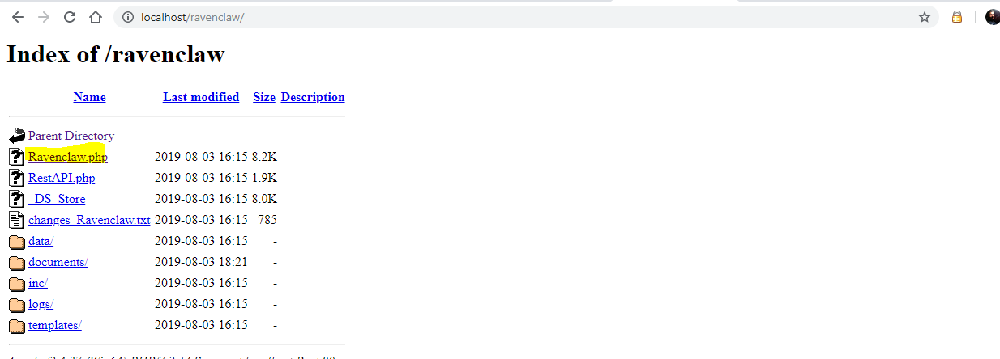 localhost/ravenclaw/
Index of /ravenclaw
Name Last modified Size Description
Parent Directory -
Ravenclaw.php 2019-08-03 16:15 8.2K
RestAPI.php 2019-08-03 16:15 1.9K
_DS_Store 2019-08-03 16:15 8.0K
changes_Ravenclaw.txt 2019-08-03 16:15 785
data/ 2019-08-03 16:15 -
documents/ 2019-08-03 18:21 -
inc/ 2019-08-03 16:15 -
logs/ 2019-08-03 16:15 -
templates/ 2019-08-03 16:15 -